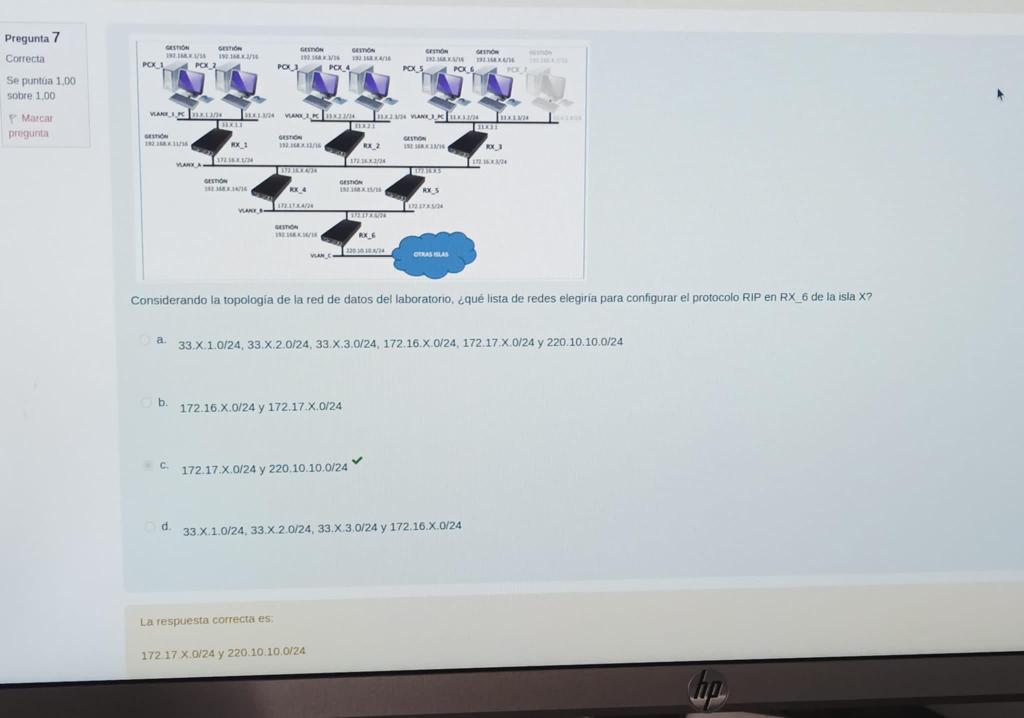 Pregunta 7
Correcta
Se puntúa 1,00
sobre 1,00
Marcar
pregunta
GESTIÓN GESTIÓN GESTIÓN GESTIÓN GESTIÓN GESTIÓN GESTIÓN
192.168.X.1/16 192.168.X.2/16 192.168.X.3/16 192.168.X.4/16 192.168.X.5/16 192.168.X.6/16
PCX_1 PCX_2 PCX_3 PCX_4 PCX_5 PCX_6
VLANX_1_PC 33.X.1.2/24 33.X.1.3/24 VLANX_2_PC 33.X.2.2/24 33.X.2.3/24 VLANX_3_PC 33.X.3.2/24 33.X.3.3/24
33.X.1.1 33.X.2.1 33.X.3.1
GESTIÓN GESTIÓN GESTIÓN
192.168.X.11/16 RX_1 192.168.X.12/16 RX_2 192.168.X.13/16 RX_3
VLANX_A 172.16.X.1/24 172.16.X.2/24 172.16.X.3/24
172.16.X.4/24 172.16.X.5
GESTIÓN GESTIÓN
192.168.X.14/16 RX_4 192.168.X.15/16 RX_5
VLANX_B 172.17.X.4/24 172.17.X.5/24
172.17.X.6/24
GESTIÓN
192.168.X.16/16 RX_6
VLAN_C 220.10.10.X/24 OTRAS ISLAS
Considerando la topología de la red de datos del laboratorio, ¿qué lista de redes elegiría para configurar el protocolo RIP en RX_6 de la isla X?
a. 33.X.1.0/24, 33.X.2.0/24, 33.X.3.0/24, 172.16.X.0/24, 172.17.X.0/24 y 220.10.10.0/24
b. 172.16.X.0/24 y 172.17.X.0/24
c. 172.17.X.0/24 y 220.10.10.0/24
d. 33.X.1.0/24, 33.X.2.0/24, 33.X.3.0/24 y 172.16.X.0/24
La respuesta correcta es:
172.17.X.0/24 y 220.10.10.0/24
hp